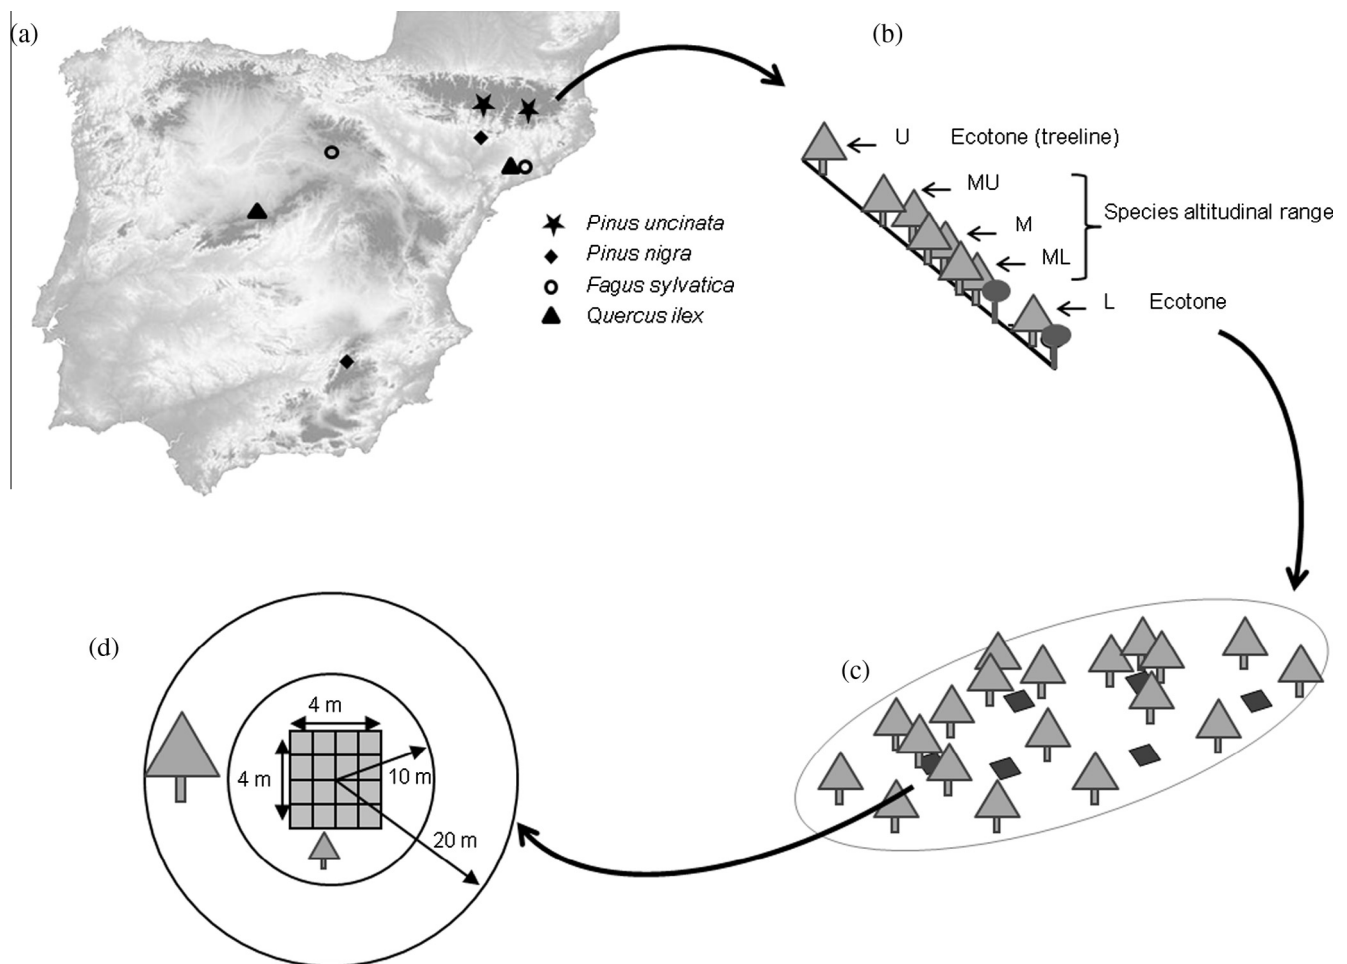 (a)
Pinus uncinata
Pinus nigra
Fagus sylvatica
Quercus ilex
(b)
U Ecotone (treeline)
MU
M
ML
Species altitudinal range
L Ecotone
(c)
(d)
4 m
4 m
10 m
20 m